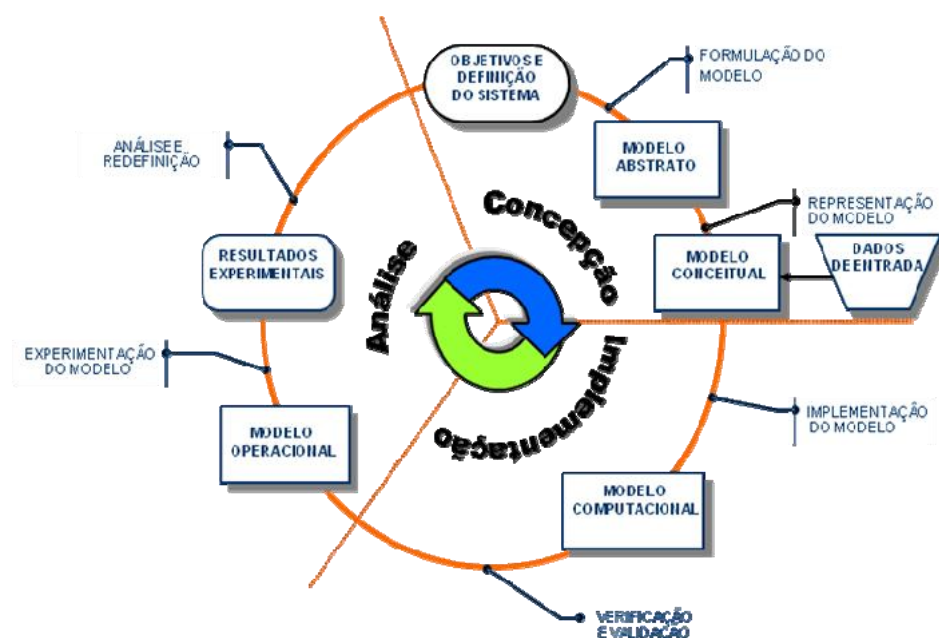 OBJETIVOS E
DEFINIÇÃO
DO SISTEMA
FORMULAÇÃO DO
MODELO
MODELO
ABSTRATO
REPRESENTAÇÃO
DO MODELO
MODELO
CONCEITUAL
DADOS
DE ENTRADA
IMPLEMENTAÇÃO
DO MODELO
MODELO
COMPUTACIONAL
VERIFICAÇÃO
E VALIDAÇÃO
MODELO
OPERACIONAL
EXPERIMENTAÇÃO
DO MODELO
RESULTADOS
EXPERIMENTAIS
ANÁLISE E
REDEFINIÇÃO
Concepção
Implementação
Análise